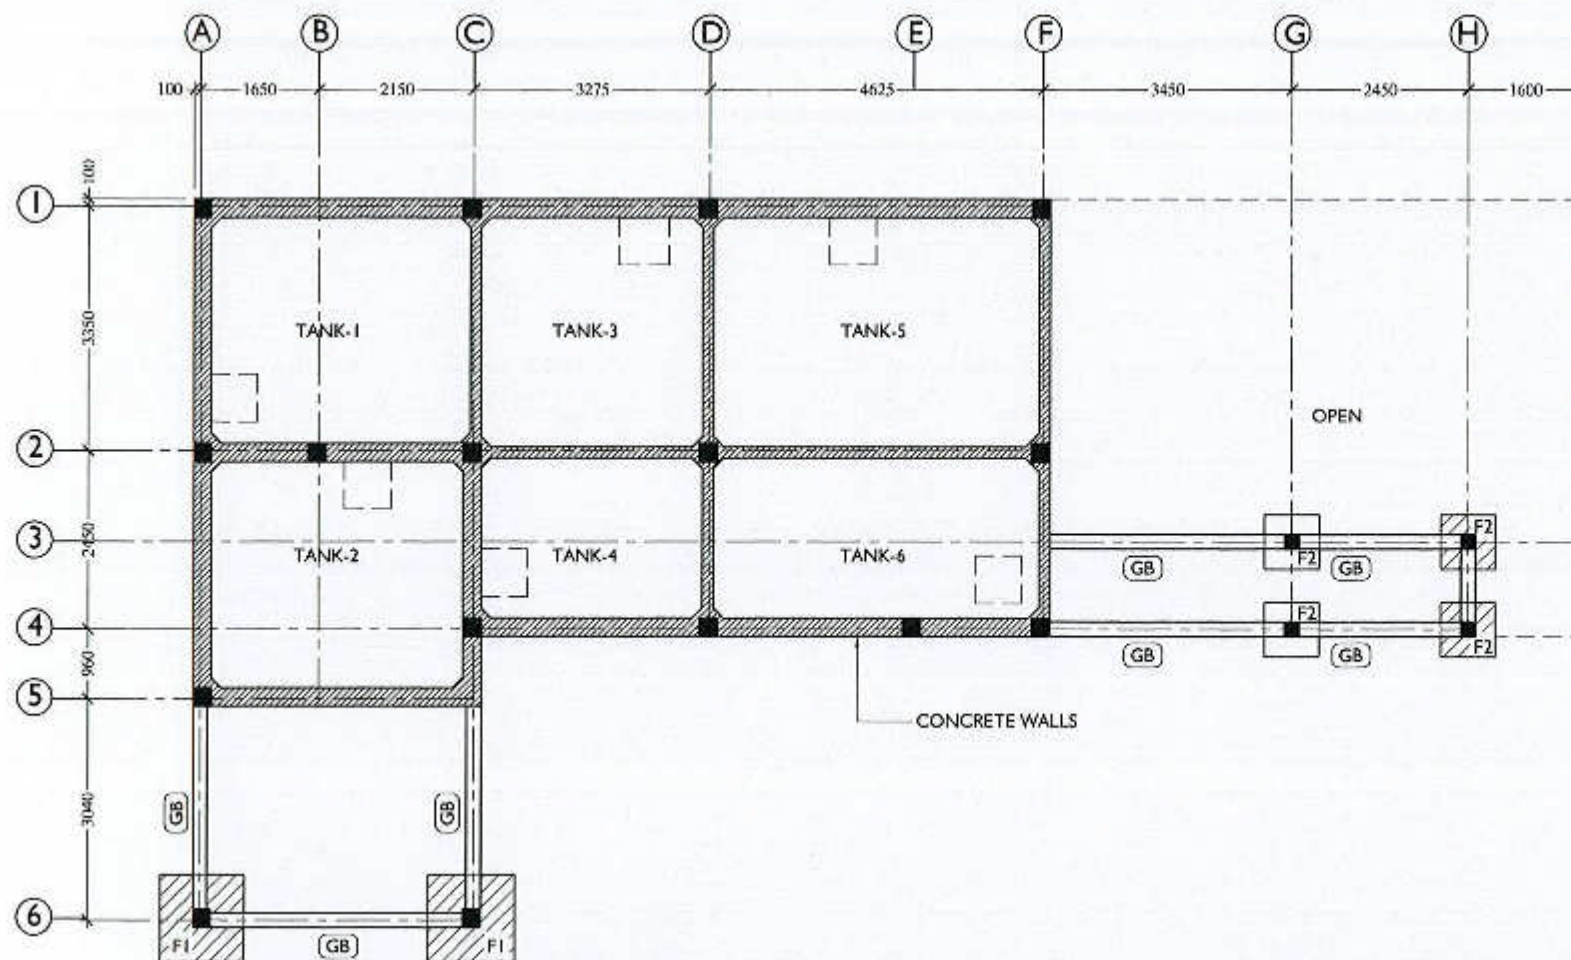 A B C D E F G H
100 1650 2150 3275 4625 3450 2450 1600
100
1
3350
TANK-1 TANK-3 TANK-5
OPEN
2
2450
3
TANK-2 TANK-4 TANK-6
F2
F2
GB GB
F2
4
F2
GB GB
960
5
CONCRETE WALLS
3040
GB GB
6
F1 GB F1